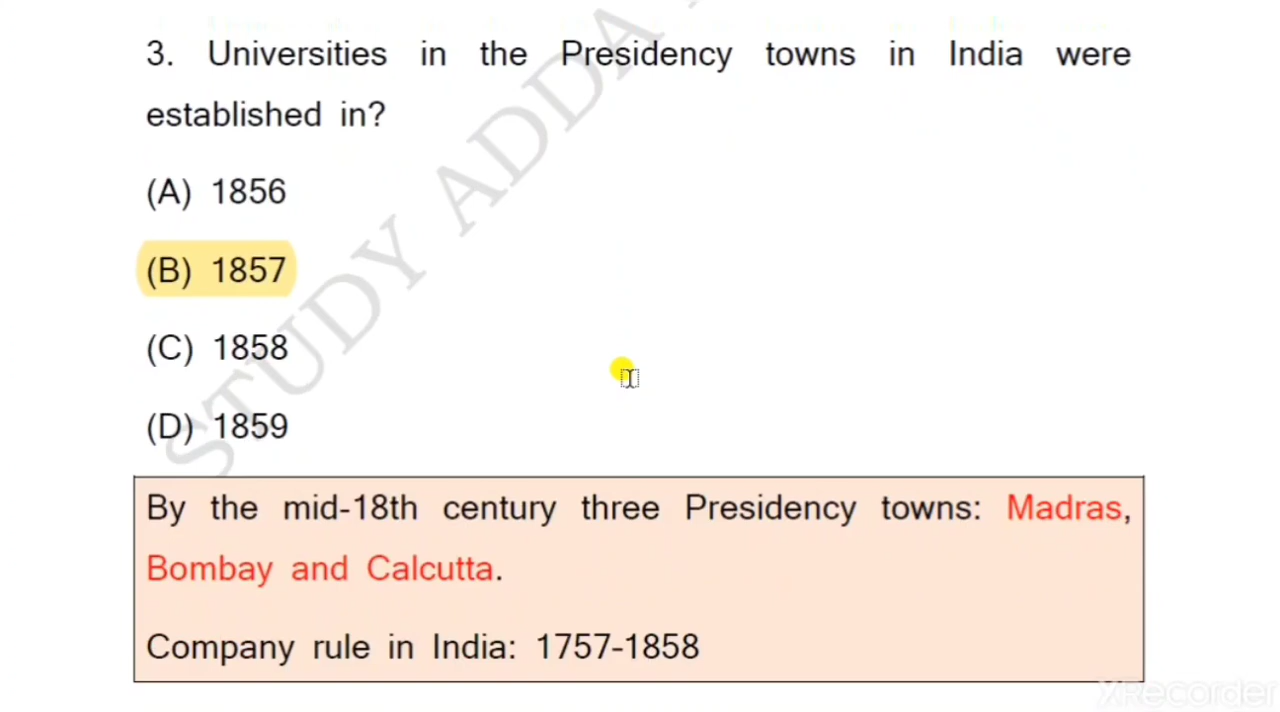 3. Universities in the Presidency towns in India were
established in?
(A) 1856
(B) 1857
(C) 1858
(D) 1859
By the mid-18th century three Presidency towns: Madras,
Bombay and Calcutta.
Company rule in India: 1757-1858
STUDY ADDA
XRecorder